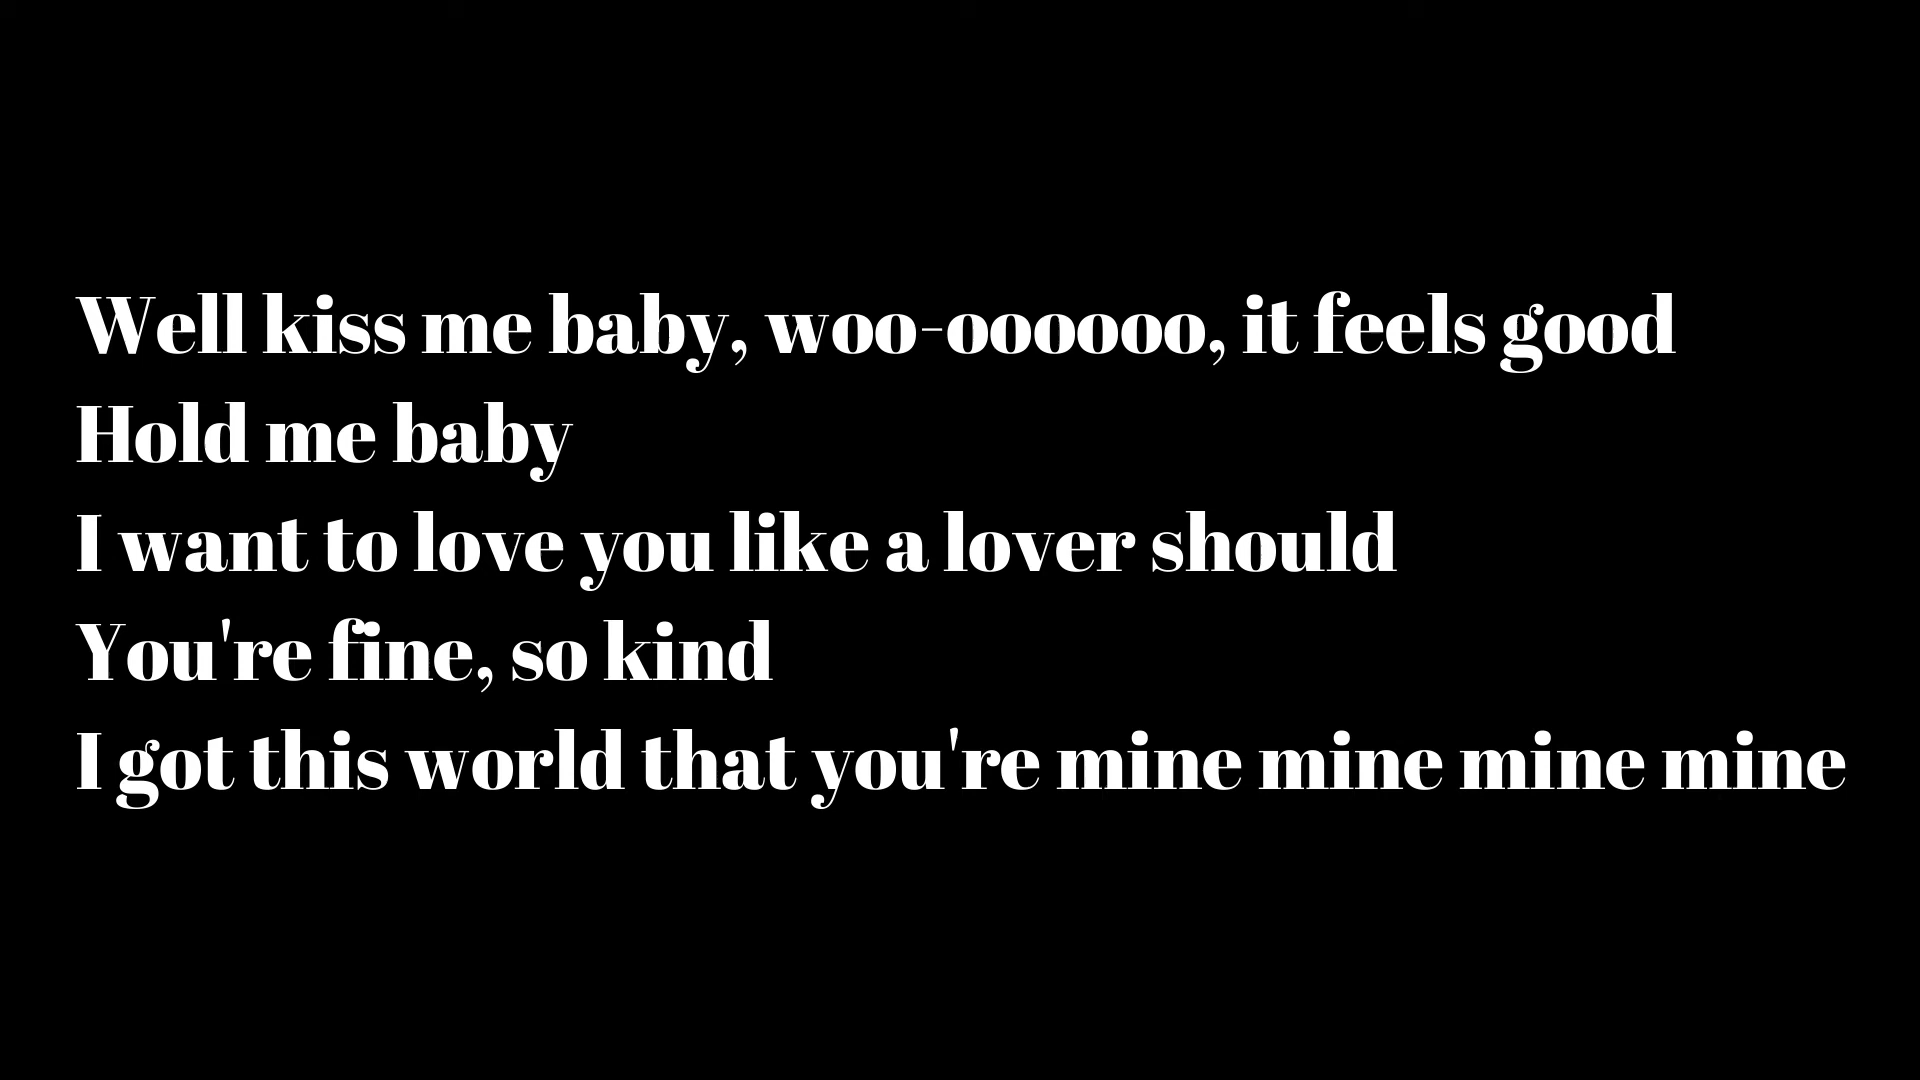 Well kiss me baby, woo-oooooo, it feels good
Hold me baby
I want to love you like a lover should
You're fine, so kind
I got this world that you're mine mine mine mine